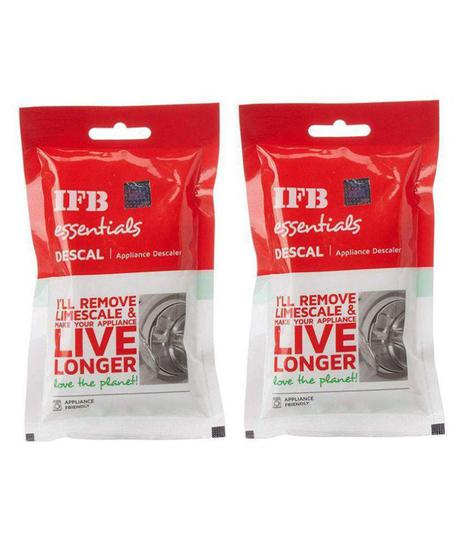 IFB
essentials
DESCAL | Appliance Descaler
I'LL REMOVE
LIMESCALE &
MAKE YOUR APPLIANCE
LIVE
LONGER
love the planet!
APPLIANCE
FRIENDLY
IFB
essentials
DESCAL | Appliance Descaler
I'LL REMOVE
LIMESCALE &
MAKE YOUR APPLIANCE
LIVE
LONGER
love the planet!
APPLIANCE
FRIENDLY